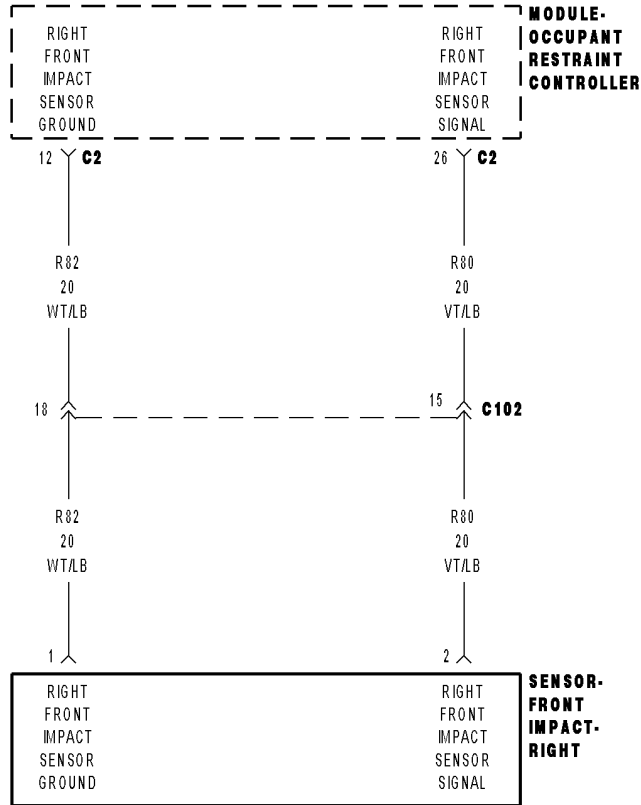 MODULE-
OCCUPANT
RESTRAINT
CONTROLLER
RIGHT
FRONT
IMPACT
SENSOR
GROUND
RIGHT
FRONT
IMPACT
SENSOR
SIGNAL
12 C2
26 C2
R82
20
WT/LB
R80
20
VT/LB
18
15
C102
R82
20
WT/LB
R80
20
VT/LB
1
2
RIGHT
FRONT
IMPACT
SENSOR
GROUND
RIGHT
FRONT
IMPACT
SENSOR
SIGNAL
SENSOR-
FRONT
IMPACT-
RIGHT